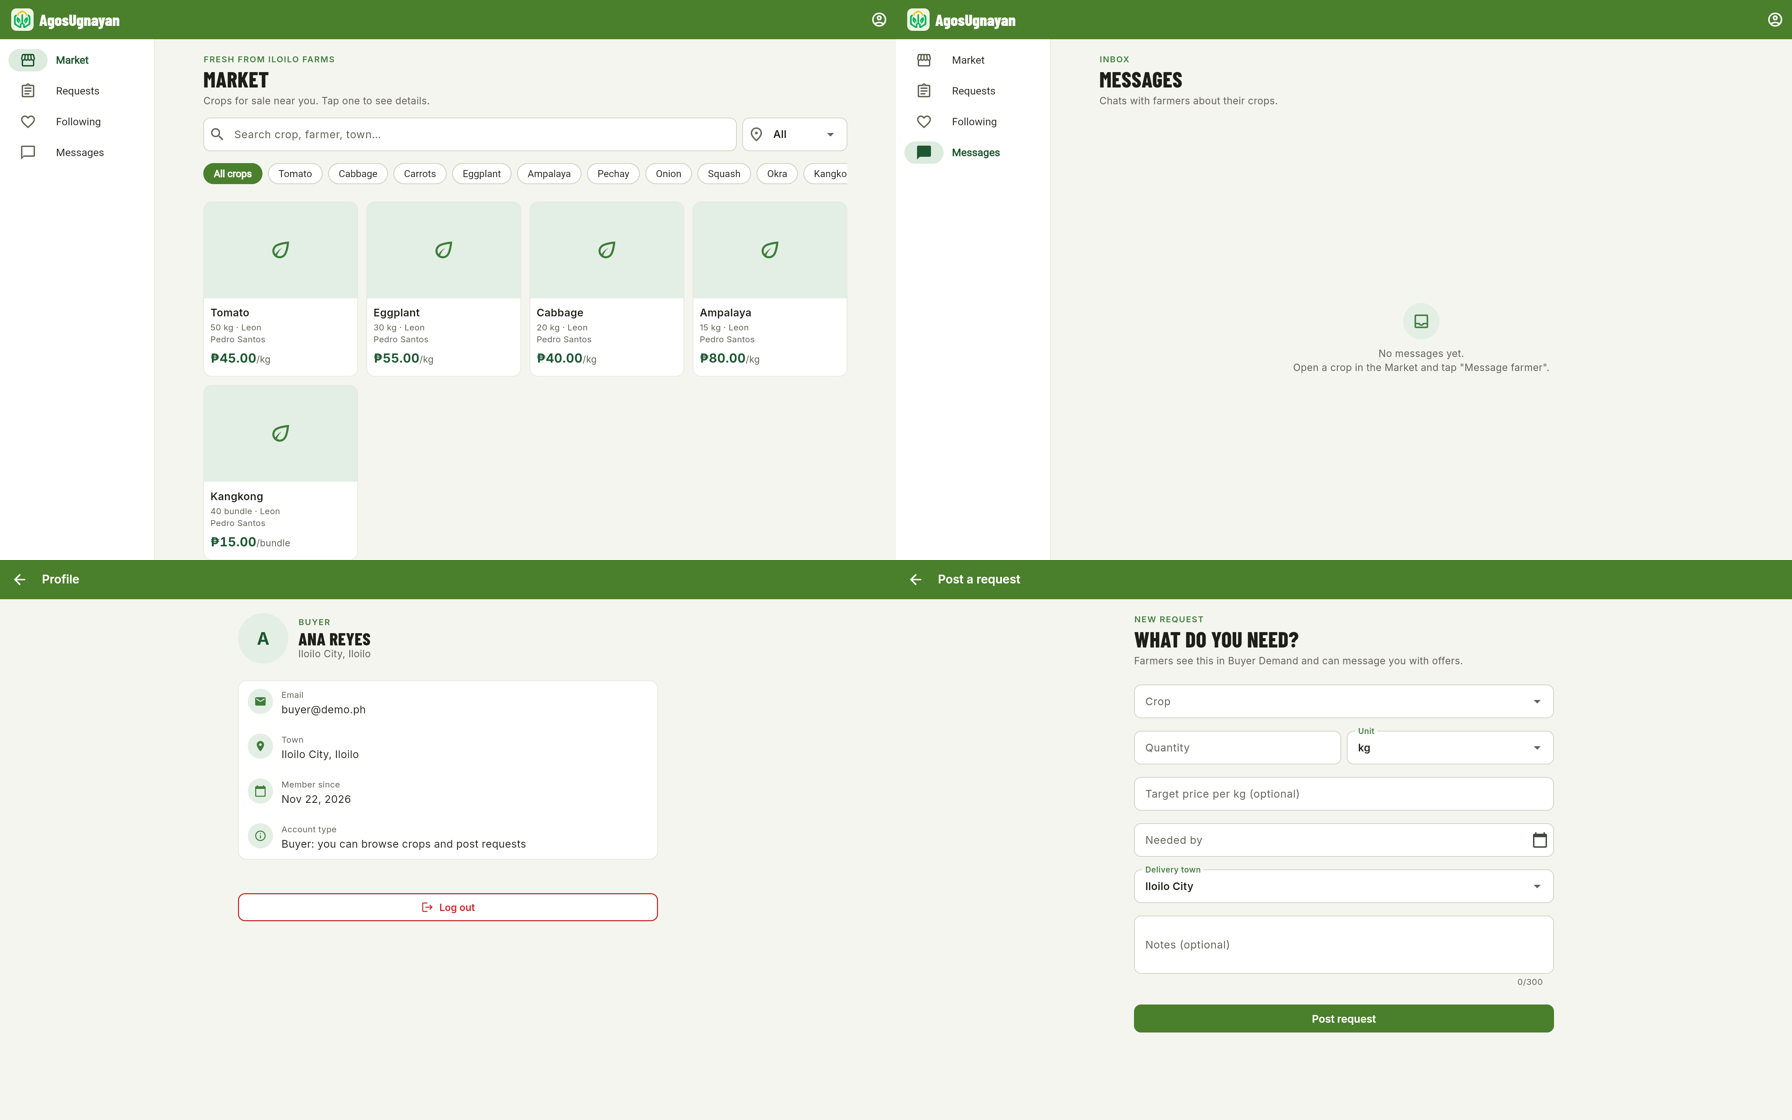 AgosUgnayan
Market
Requests
Following
Messages
FRESH FROM ILOILO FARMS
MARKET
Crops for sale near you. Tap one to see details.
Search crop, farmer, town...
All
All crops
Tomato
Cabbage
Carrots
Eggplant
Ampalaya
Pechay
Onion
Squash
Okra
Kangko
Tomato
50 kg · Leon
Pedro Santos
₱45.00/kg
Eggplant
30 kg · Leon
Pedro Santos
₱55.00/kg
Cabbage
20 kg · Leon
Pedro Santos
₱40.00/kg
Ampalaya
15 kg · Leon
Pedro Santos
₱80.00/kg
Kangkong
40 bundle · Leon
Pedro Santos
₱15.00/bundle
AgosUgnayan
Market
Requests
Following
Messages
INBOX
MESSAGES
Chats with farmers about their crops.
No messages yet.
Open a crop in the Market and tap "Message farmer".
Profile
A
BUYER
ANA REYES
Iloilo City, Iloilo
Email
buyer@demo.ph
Town
Iloilo City, Iloilo
Member since
Nov 22, 2026
Account type
Buyer: you can browse crops and post requests
Log out
Post a request
NEW REQUEST
WHAT DO YOU NEED?
Farmers see this in Buyer Demand and can message you with offers.
Crop
Quantity
Unit
kg
Target price per kg (optional)
Needed by
Delivery town
Iloilo City
Notes (optional)
0/300
Post request